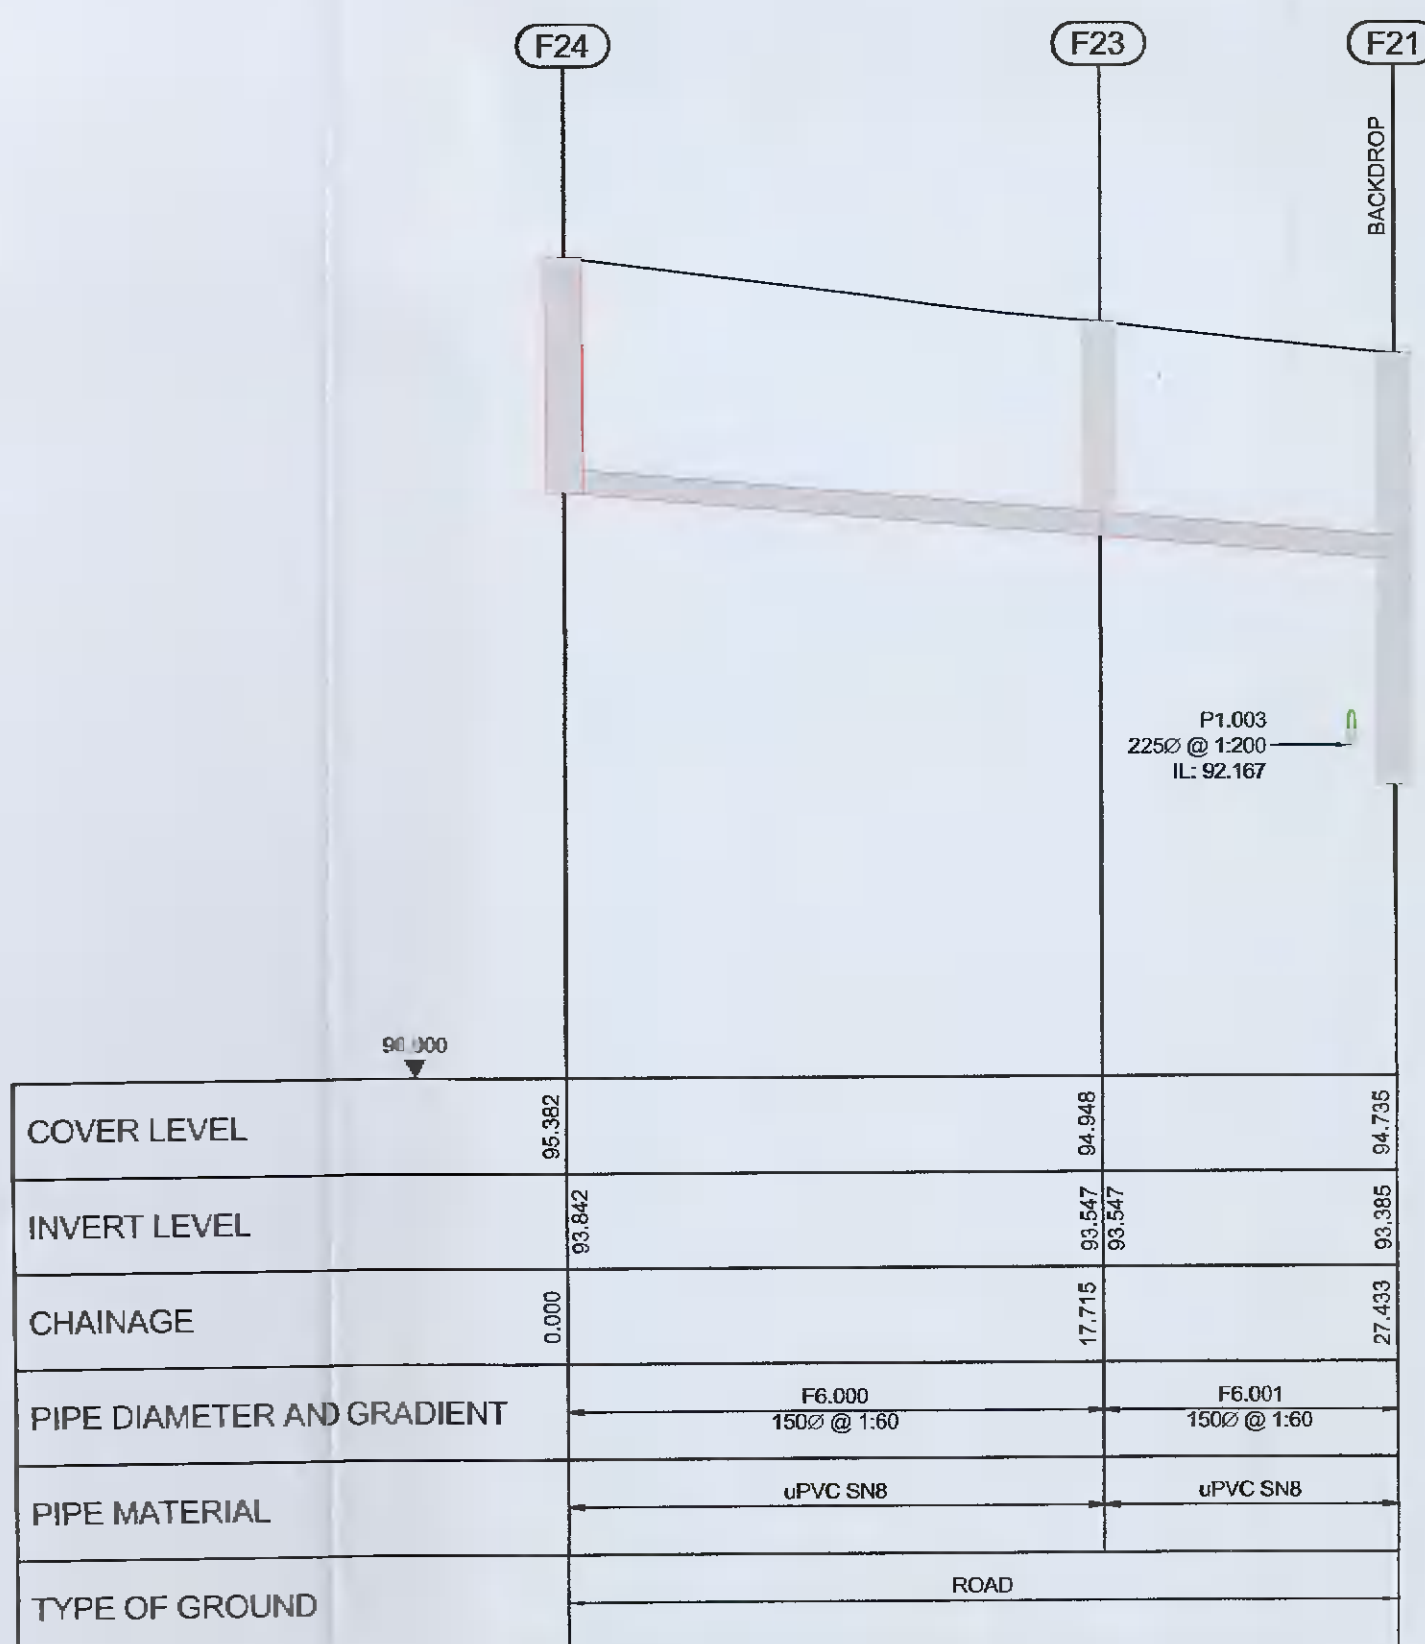 F24 F23 F21
BACKDROP
P1.003
225Ø @ 1:200
IL: 92.167
COVER LEVEL 95.382 94.948 94.735
INVERT LEVEL 93.842 93.547 93.547 93.385
CHAINAGE 0.000 17.715 27.433
PIPE DIAMETER AND GRADIENT F6.000 F6.001
150Ø @ 1:60 150Ø @ 1:60
PIPE MATERIAL uPVC SN8 uPVC SN8
TYPE OF GROUND ROAD